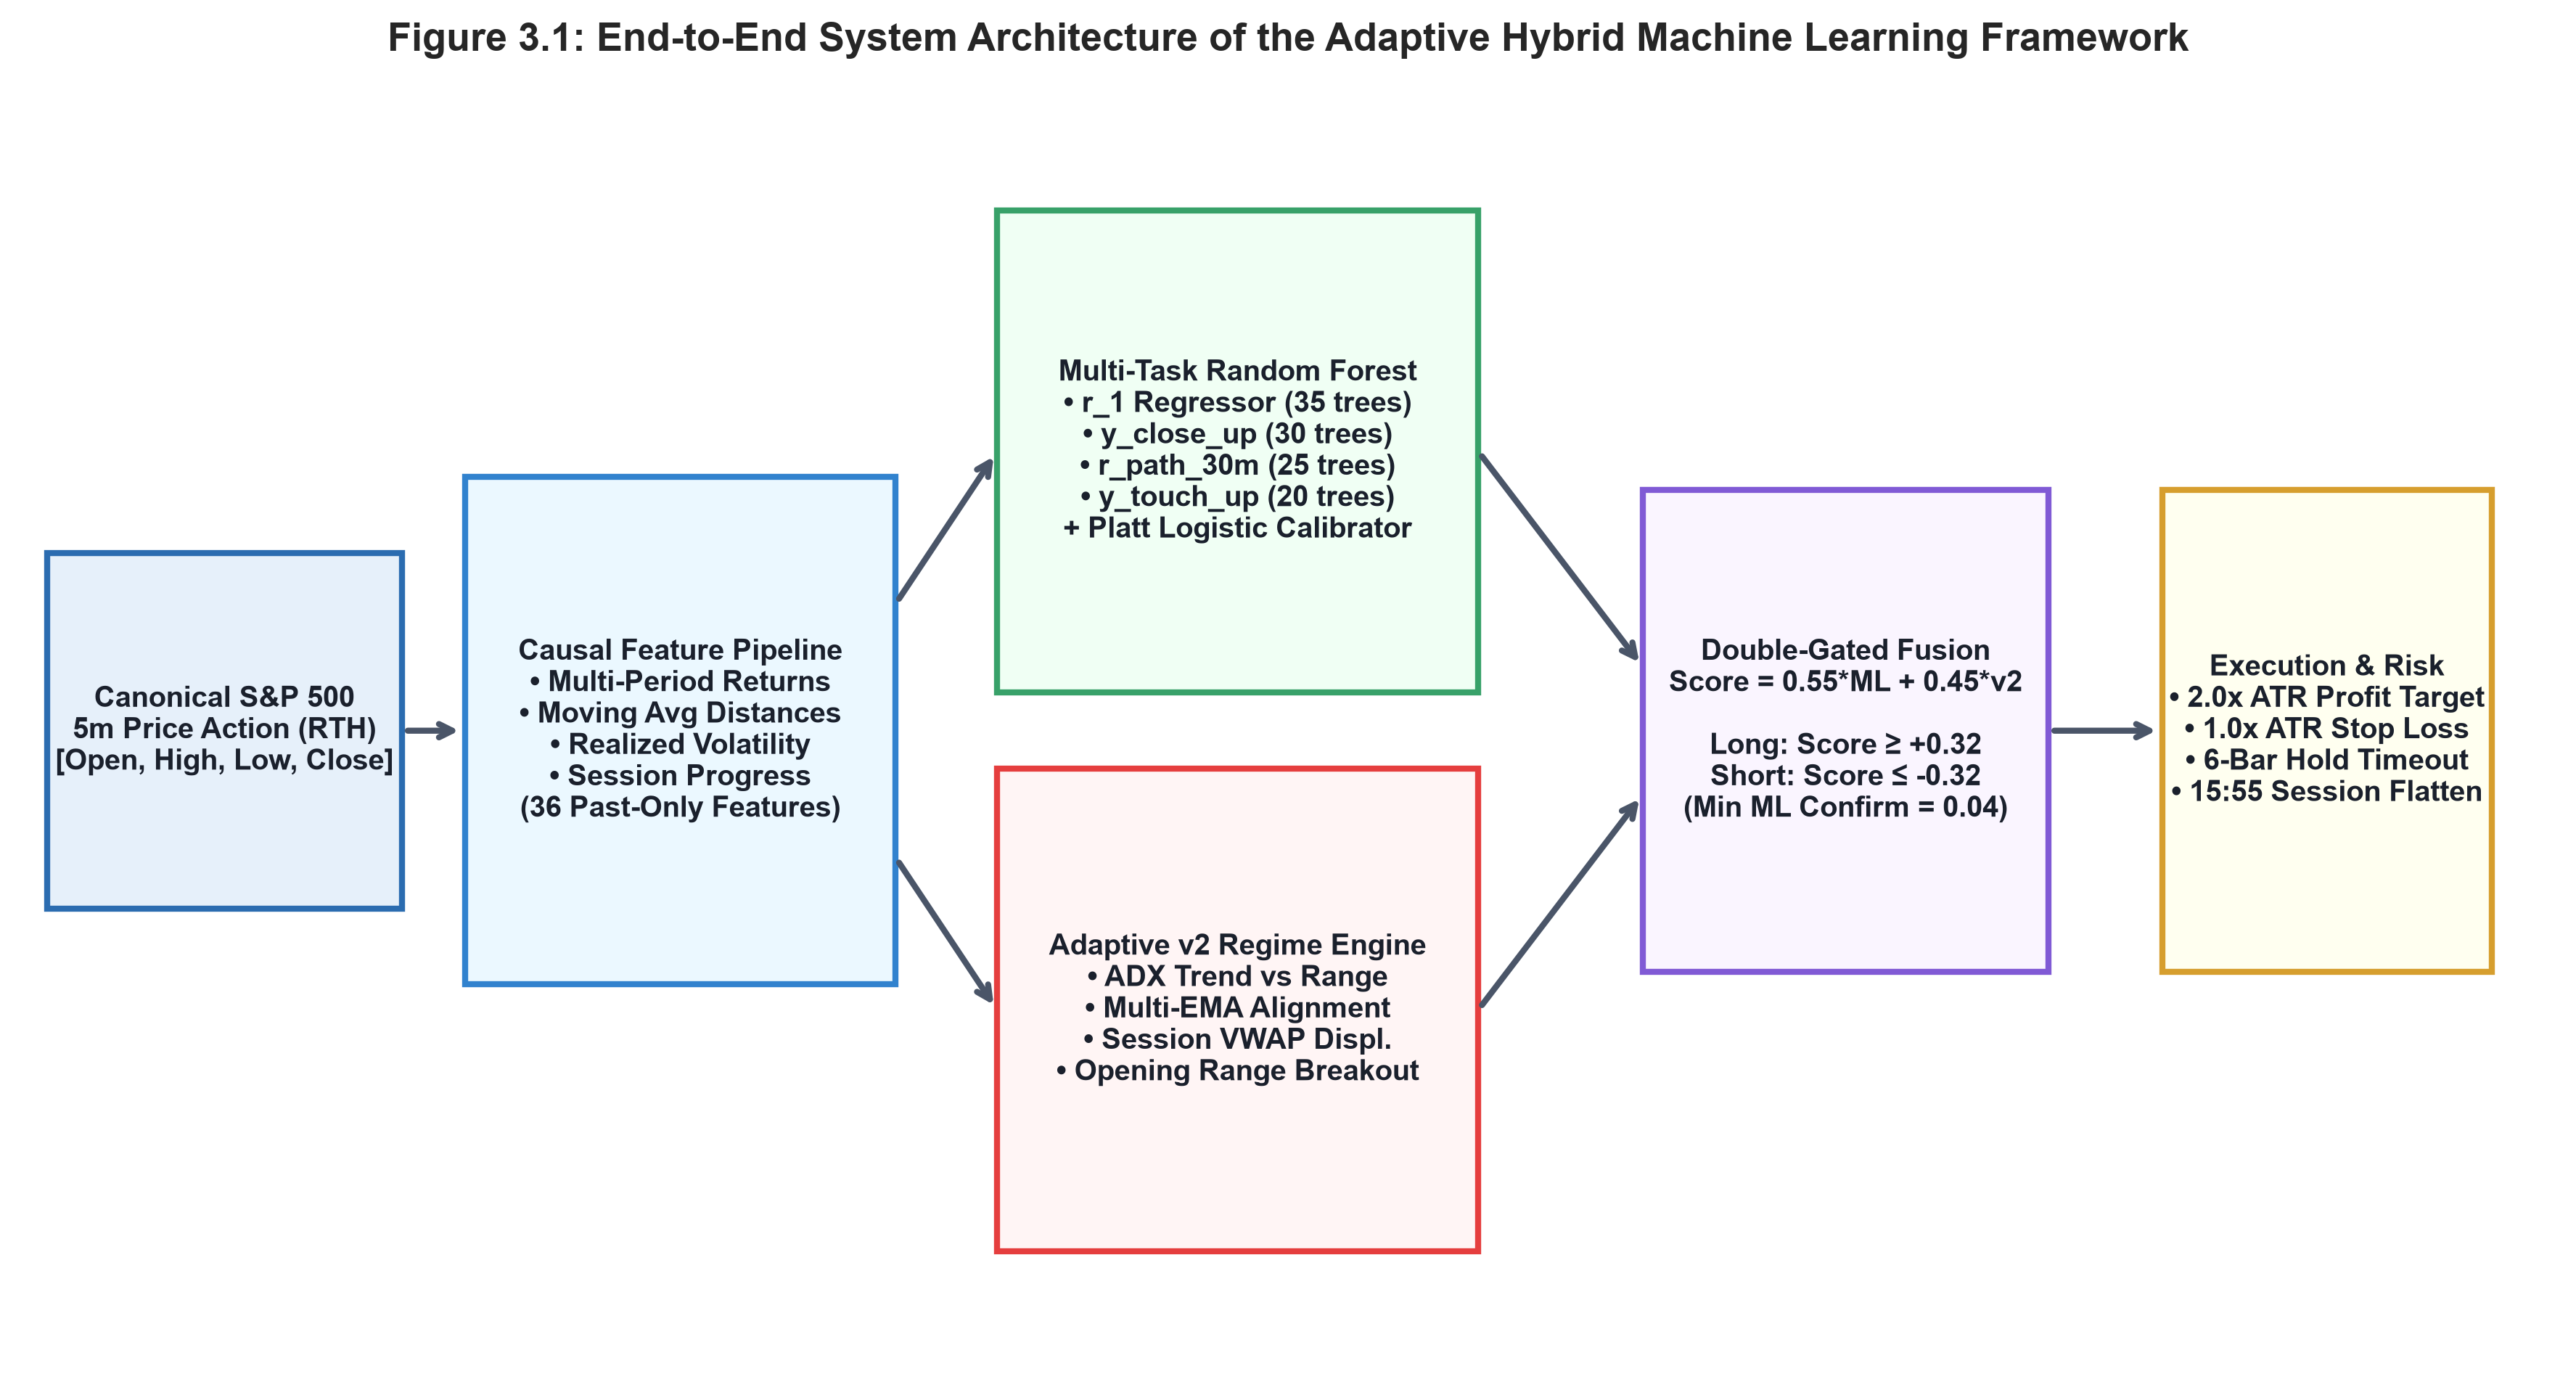 Figure 3.1: End-to-End System Architecture of the Adaptive Hybrid Machine Learning Framework
Canonical S&P 500
5m Price Action (RTH)
[Open, High, Low, Close]
Causal Feature Pipeline
• Multi-Period Returns
• Moving Avg Distances
• Realized Volatility
• Session Progress
(36 Past-Only Features)
Multi-Task Random Forest
• r_1 Regressor (35 trees)
• y_close_up (30 trees)
• r_path_30m (25 trees)
• y_touch_up (20 trees)
+ Platt Logistic Calibrator
Adaptive v2 Regime Engine
• ADX Trend vs Range
• Multi-EMA Alignment
• Session VWAP Displ.
• Opening Range Breakout
Double-Gated Fusion
Score = 0.55*ML + 0.45*v2
Long: Score ≥ +0.32
Short: Score ≤ -0.32
(Min ML Confirm = 0.04)
Execution & Risk
• 2.0x ATR Profit Target
• 1.0x ATR Stop Loss
• 6-Bar Hold Timeout
• 15:55 Session Flatten